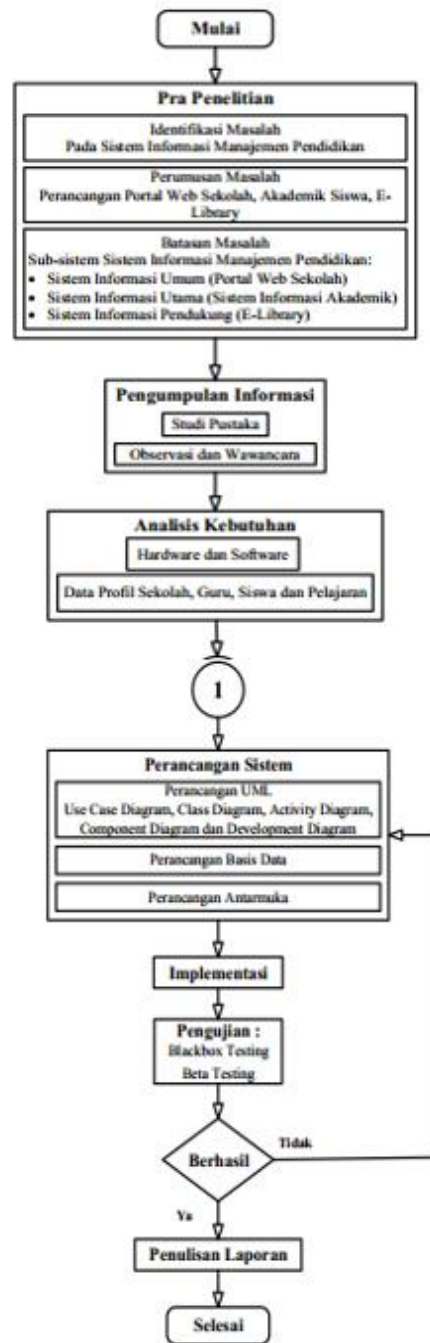 Mulai
Pra Penelitian
Identifikasi Masalah
Pada Sistem Informasi Manajemen Pendidikan
Perumusan Masalah
Perancangan Portal Web Sekolah, Akademik Siswa, E-
Library
Batasan Masalah
Sub-sistem Sistem Informasi Manajemen Pendidikan:
• Sistem Informasi Umum (Portal Web Sekolah)
• Sistem Informasi Utama (Sistem Informasi Akademik)
• Sistem Informasi Pendukung (E-Library)
Pengumpulan Informasi
Studi Pustaka
Observasi dan Wawancara
Analisis Kebutuhan
Hardware dan Software
Data Profil Sekolah, Guru, Siswa dan Pelajaran
1
Perancangan Sistem
Perancangan UML
Use Case Diagram, Class Diagram, Activity Diagram,
Component Diagram dan Development Diagram
Perancangan Basis Data
Perancangan Antarmuka
Implementasi
Pengujian :
Blackbox Testing
Beta Testing
Berhasil
Tidak
Ya
Penulisan Laporan
Selesai